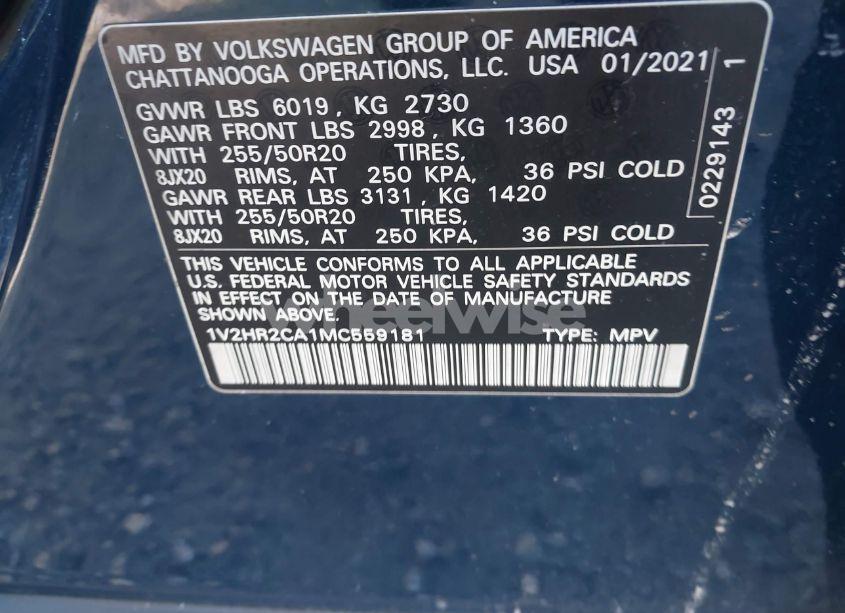 MFD BY VOLKSWAGEN GROUP OF AMERICA
CHATTANOOGA OPERATIONS, LLC. USA 01/2021
GVWR LBS 6019, KG 2730
GAWR FRONT LBS 2998, KG 1360
WITH 255/50R20 TIRES,
8JX20 RIMS, AT 250 KPA, 36 PSI COLD
GAWR REAR LBS 3131, KG 1420
WITH 255/50R20 TIRES,
8JX20 RIMS, AT 250 KPA, 36 PSI COLD
0229143 1
THIS VEHICLE CONFORMS TO ALL APPLICABLE
U.S. FEDERAL MOTOR VEHICLE SAFETY STANDARDS
IN EFFECT ON THE DATE OF MANUFACTURE
SHOWN ABOVE.
wheelwise
1V2HR2CA1MC559181 TYPE: MPV